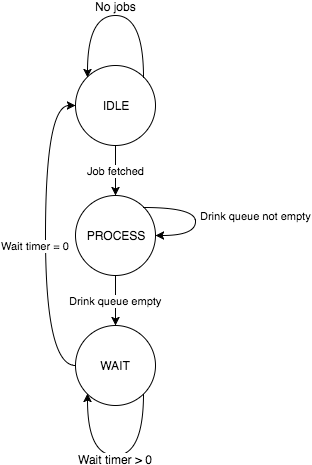 No jobs
IDLE
Job fetched
PROCESS
Drink queue not empty
Wait timer = 0
Drink queue empty
WAIT
Wait timer > 0